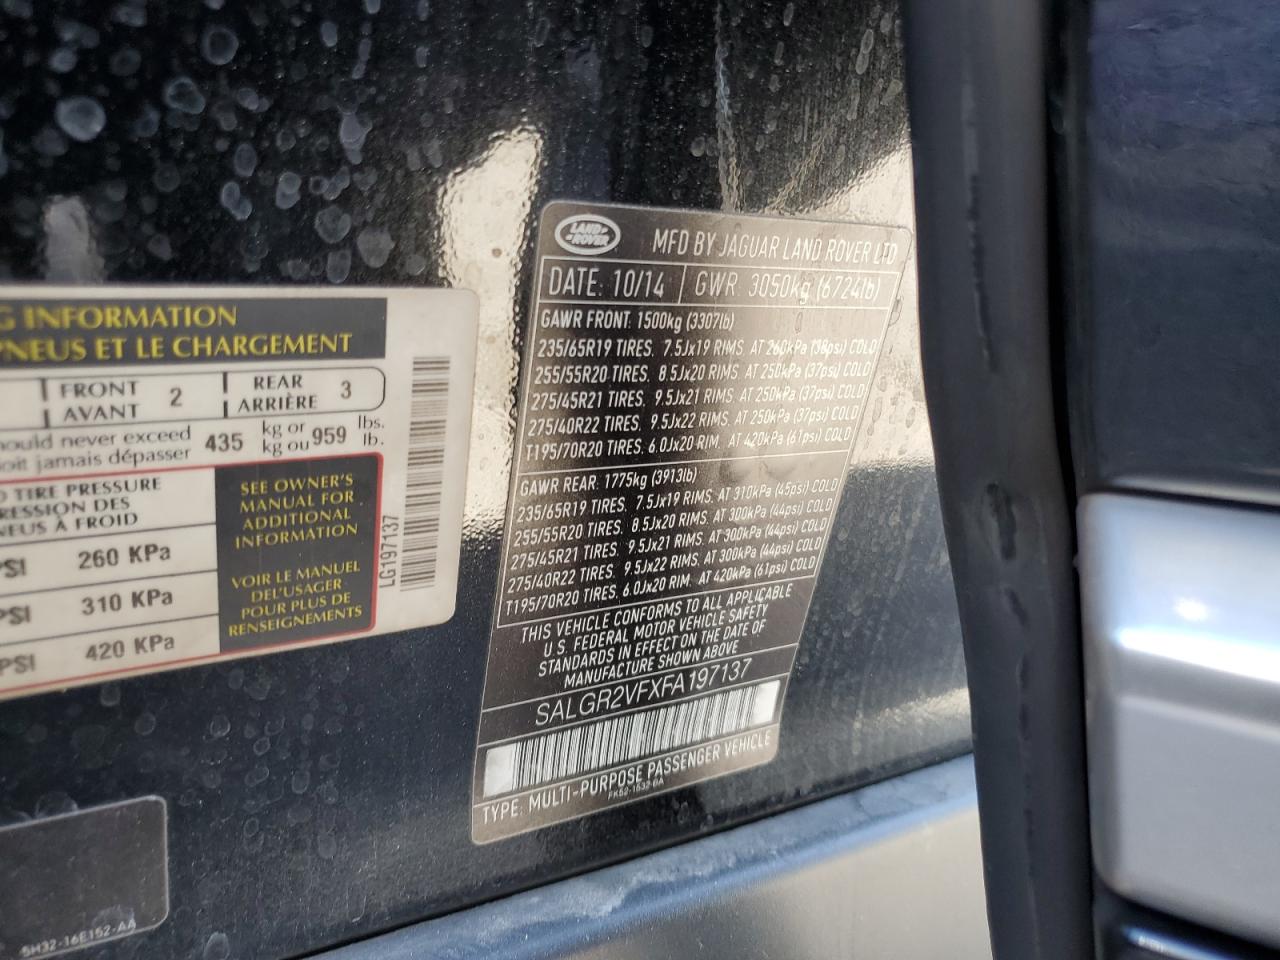 G INFORMATION
PNEUS ET LE CHARGEMENT
FRONT
AVANT
2
REAR
ARRIÈRE
3
ould never exceed
oit jamais dépasser
435
kg or
kg ou
959
lbs.
lb.
TIRE PRESSURE
RESSION DES
NEUS À FROID
PSI
260 KPa
PSI
310 KPa
PSI
420 KPa
SEE OWNER'S
MANUAL FOR
ADDITIONAL
INFORMATION
VOIR LE MANUEL
DEL'USAGER
POUR PLUS DE
RENSEIGNEMENTS
LG197137
LAND
ROVER
MFD BY JAGUAR LAND ROVER LTD
DATE: 10/14
GWR 3050kg (6724lb)
GAWR FRONT: 1500kg (3307lb)
235/65R19 TIRES. 7.5Jx19 RIMS. AT 260kPa (38psi) COLD
255/55R20 TIRES. 8.5Jx20 RIMS. AT 250kPa (37psi) COLD
275/45R21 TIRES. 9.5Jx21 RIMS. AT 250kPa (37psi) COLD
275/40R22 TIRES. 9.5Jx22 RIMS. AT 250kPa (37psi) COLD
T195/70R20 TIRES. 6.0Jx20 RIM. AT 420kPa (61psi) COLD
GAWR REAR: 1775kg (3913lb)
235/65R19 TIRES. 7.5Jx19 RIMS. AT 310kPa (45psi) COLD
255/55R20 TIRES. 8.5Jx20 RIMS. AT 300kPa (44psi) COLD
275/45R21 TIRES. 9.5Jx21 RIMS. AT 300kPa (44psi) COLD
275/40R22 TIRES. 9.5Jx22 RIMS. AT 300kPa (44psi) COLD
T195/70R20 TIRES. 6.0Jx20 RIM. AT 420kPa (61psi) COLD
THIS VEHICLE CONFORMS TO ALL APPLICABLE
U.S. FEDERAL MOTOR VEHICLE SAFETY
STANDARDS IN EFFECT ON THE DATE OF
MANUFACTURE SHOWN ABOVE
SALGR2VFXFA197137
TYPE: MULTI-PURPOSE PASSENGER VEHICLE
FK52-1532-BA
5H32-16E152-AA